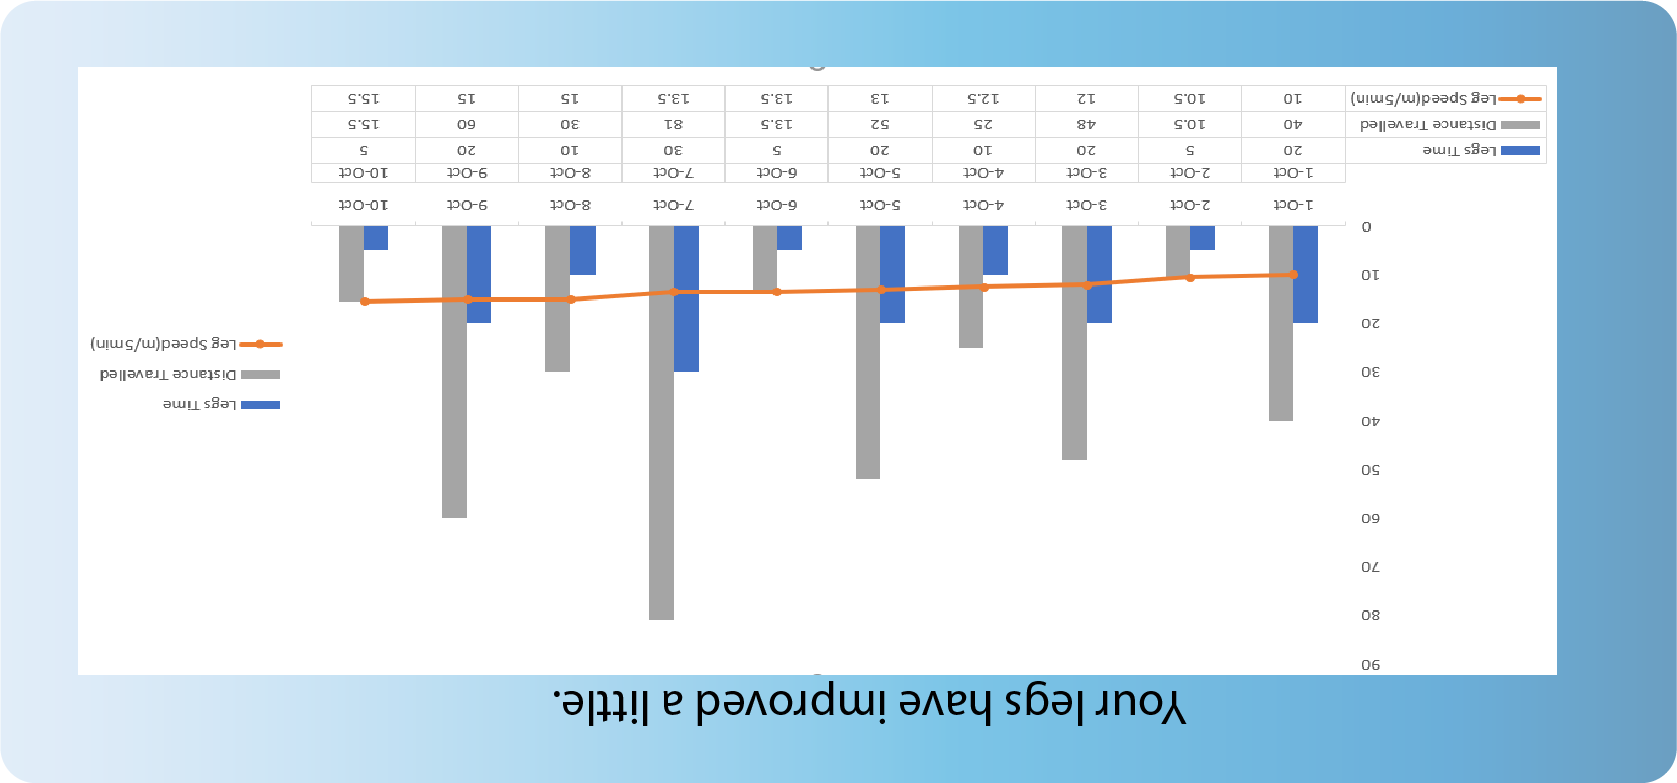 Your legs have improved a little.
90
80
70
60
50
40
30
20
10
0
1-Oct 2-Oct 3-Oct 4-Oct 5-Oct 6-Oct 7-Oct 8-Oct 9-Oct 10-Oct
1-Oct 2-Oct 3-Oct 4-Oct 5-Oct 6-Oct 7-Oct 8-Oct 9-Oct 10-Oct
Legs Time 20 5 20 10 20 5 30 10 20 5
Distance Travelled 40 10.5 48 25 52 13.5 81 30 60 15.5
Leg Speed(m/5min) 10 10.5 12 12.5 13 13.5 13.5 15 15 15.5
Legs Time
Distance Travelled
Leg Speed(m/5min)